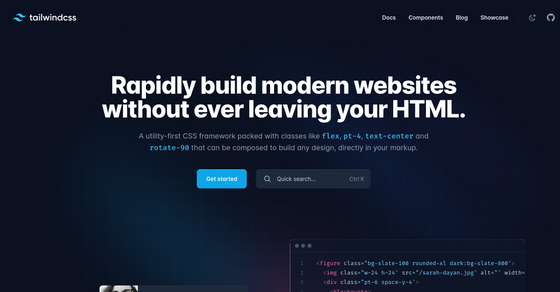 tailwindcss
Docs Components Blog Showcase
Rapidly build modern websites
without ever leaving your HTML.
A utility-first CSS framework packed with classes like flex, pt-4, text-center and
rotate-90 that can be composed to build any design, directly in your markup.
Get started Quick search... Ctrl K
1 <figure class="bg-slate-100 rounded-xl dark:bg-slate-800">
2 <img class="w-24 h-24" src="/sarah-dayan.jpg" alt="" width=
3 <div class="pt-6 space-y-4">
<blockquote>